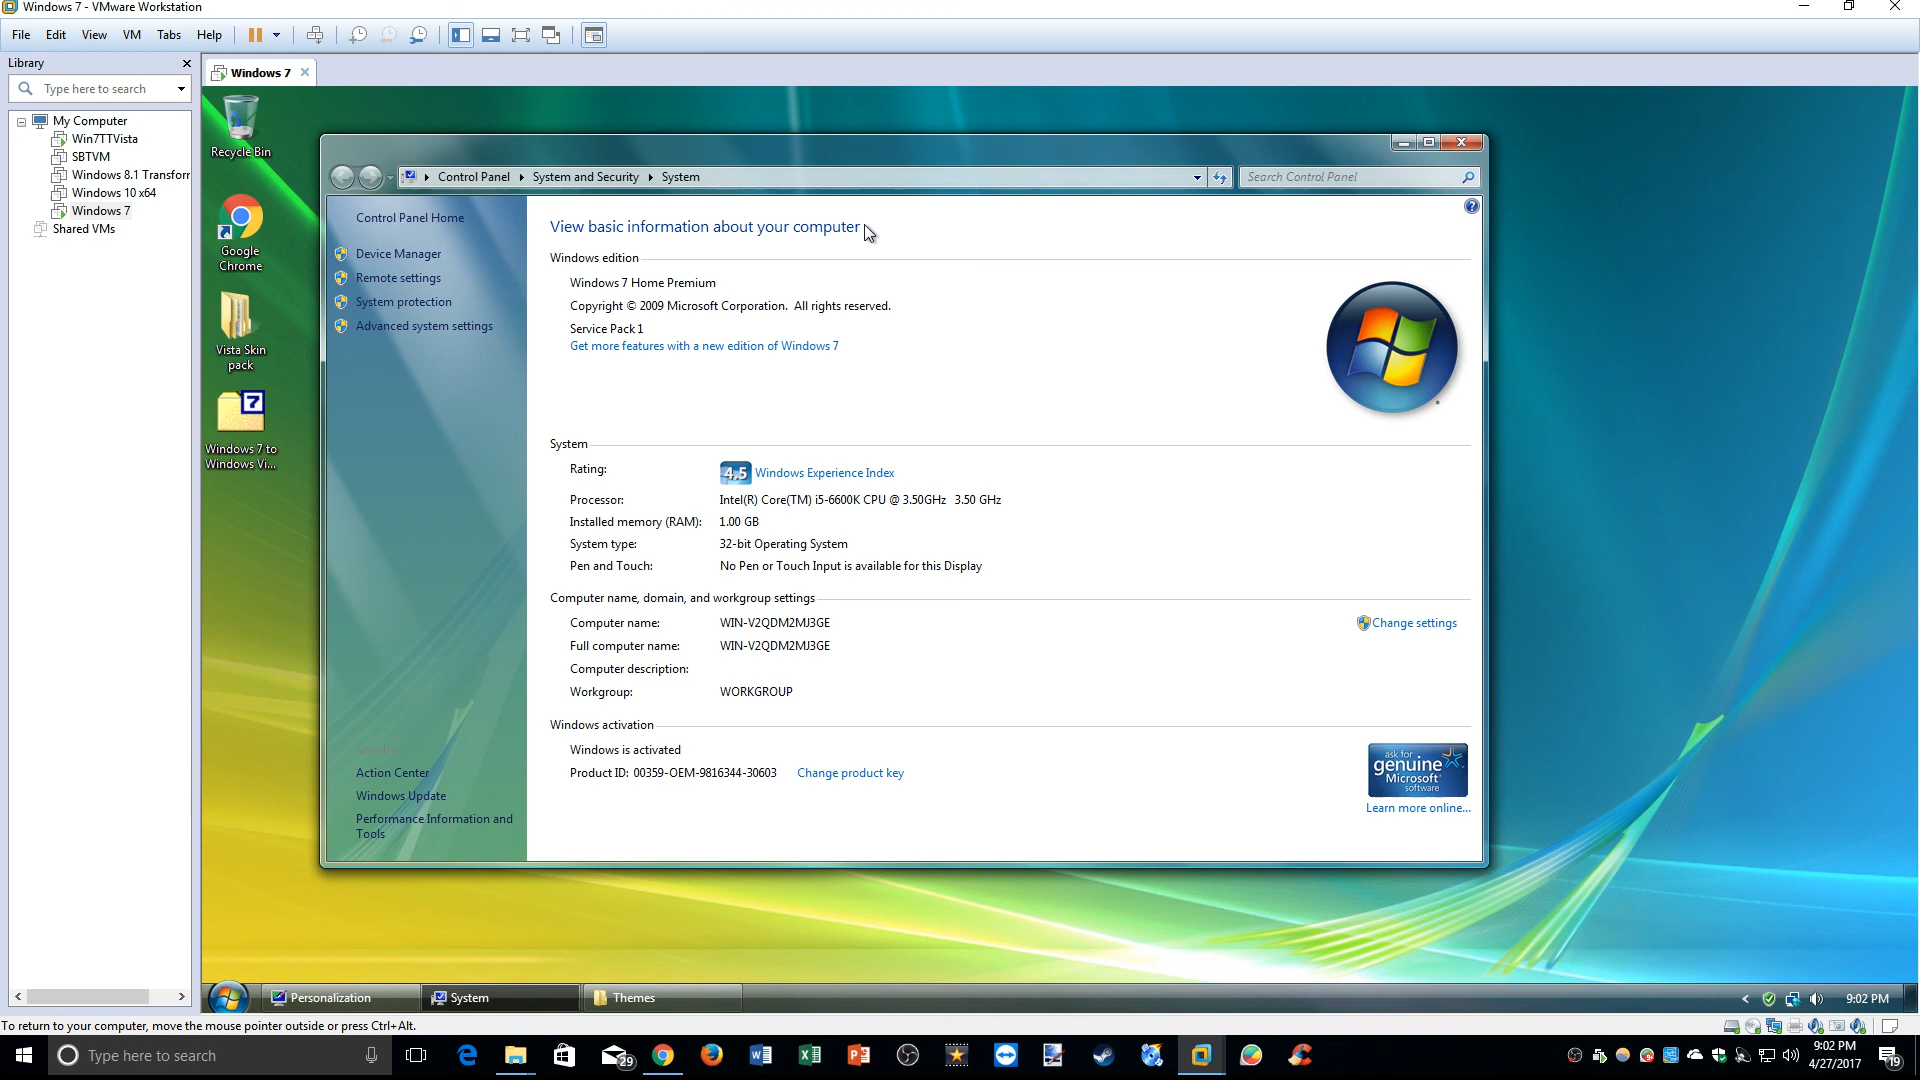 Windows 7 - VMware Workstation
File Edit View VM Tabs Help
Library
Type here to search
My Computer
Win7TTVista
SBTVM
Windows 8.1 Transfor
Windows 10 x64
Windows 7
Shared VMs
Windows 7
Recycle Bin
Google
Chrome
Vista Skin
pack
7
Windows 7 to
Windows Vi...
Control Panel System and Security System
Search Control Panel
Control Panel Home
Device Manager
Remote settings
System protection
Advanced system settings
See also
Action Center
Windows Update
Performance Information and
Tools
View basic information about your computer
Windows edition
Windows 7 Home Premium
Copyright © 2009 Microsoft Corporation. All rights reserved.
Service Pack 1
Get more features with a new edition of Windows 7
System
Rating: 4.5 Windows Experience Index
Processor: Intel(R) Core(TM) i5-6600K CPU @ 3.50GHz 3.50 GHz
Installed memory (RAM): 1.00 GB
System type: 32-bit Operating System
Pen and Touch: No Pen or Touch Input is available for this Display
Computer name, domain, and workgroup settings
Computer name: WIN-V2QDM2MJ3GE
Change settings
Full computer name: WIN-V2QDM2MJ3GE
Computer description:
Workgroup: WORKGROUP
Windows activation
Windows is activated
Product ID: 00359-OEM-9816344-30603 Change product key
ask for
genuine
Microsoft
software
Learn more online...
Personalization System Themes
9:02 PM
To return to your computer, move the mouse pointer outside or press Ctrl+Alt.
Type here to search
29
9:02 PM
4/27/2017
19